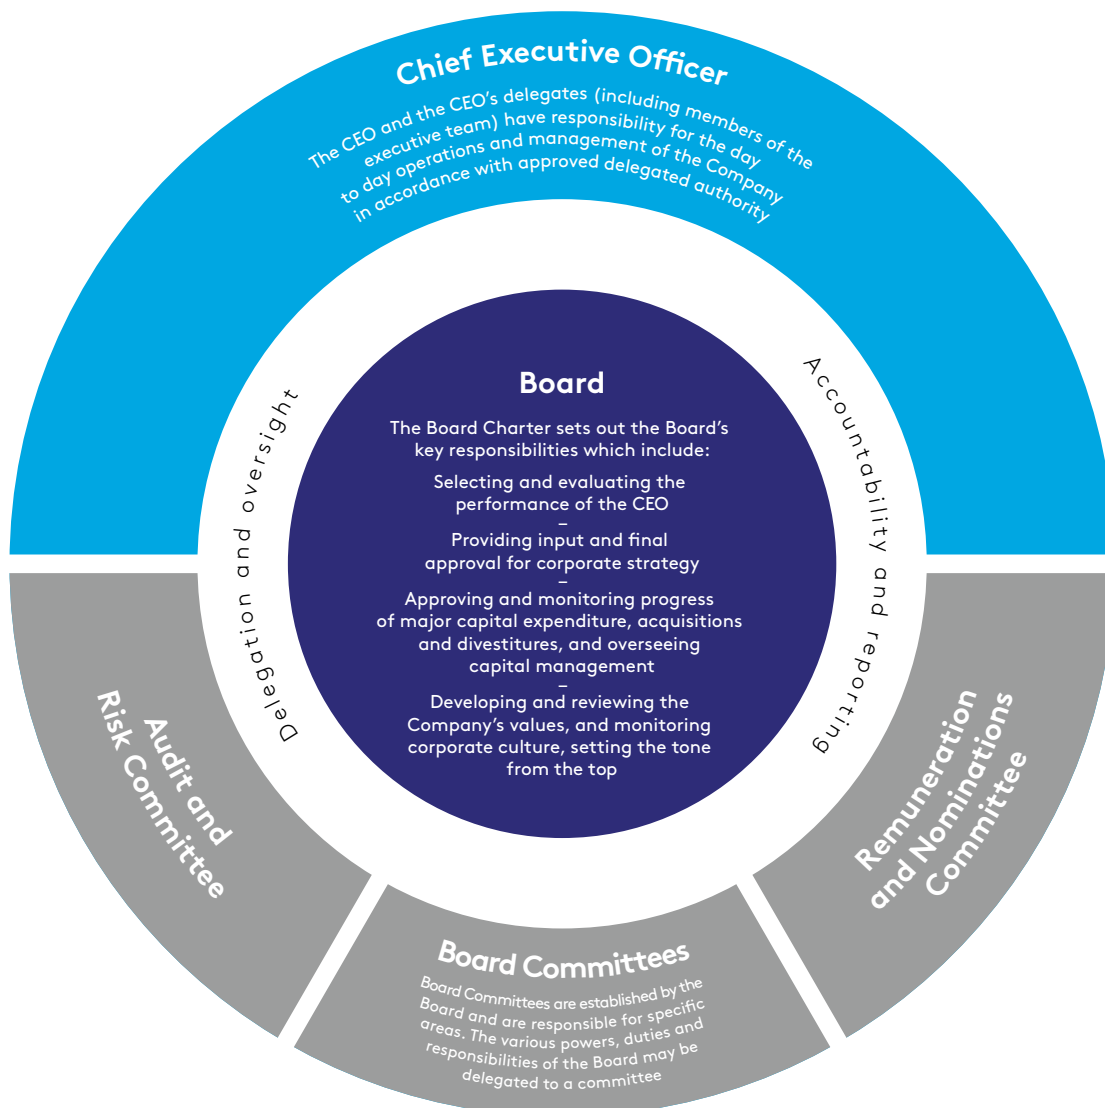 Chief Executive Officer
The CEO and the CEO’s delegates (including members of the
executive team) have responsibility for the day
to day operations and management of the Company
in accordance with approved delegated authority
Delegation and oversight
Accountability and reporting
Board
The Board Charter sets out the Board’s
key responsibilities which include:
Selecting and evaluating the
performance of the CEO
–
Providing input and final
approval for corporate strategy
–
Approving and monitoring progress
of major capital expenditure, acquisitions
and divestitures, and overseeing
capital management
–
Developing and reviewing the
Company’s values, and monitoring
corporate culture, setting the tone
from the top
Audit and
Risk Committee
Board Committees
Board Committees are established by the
Board and are responsible for specific
areas. The various powers, duties and
responsibilities of the Board may be
delegated to a committee
Remuneration
and Nominations
Committee